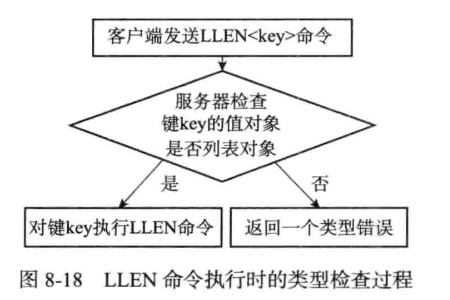 客户端发送LLEN<key>命令
服务器检查
键key的值对象
是否列表对象
是
否
对键key执行LLEN命令
返回一个类型错误
图 8-18 LLEN 命令执行时的类型检查过程